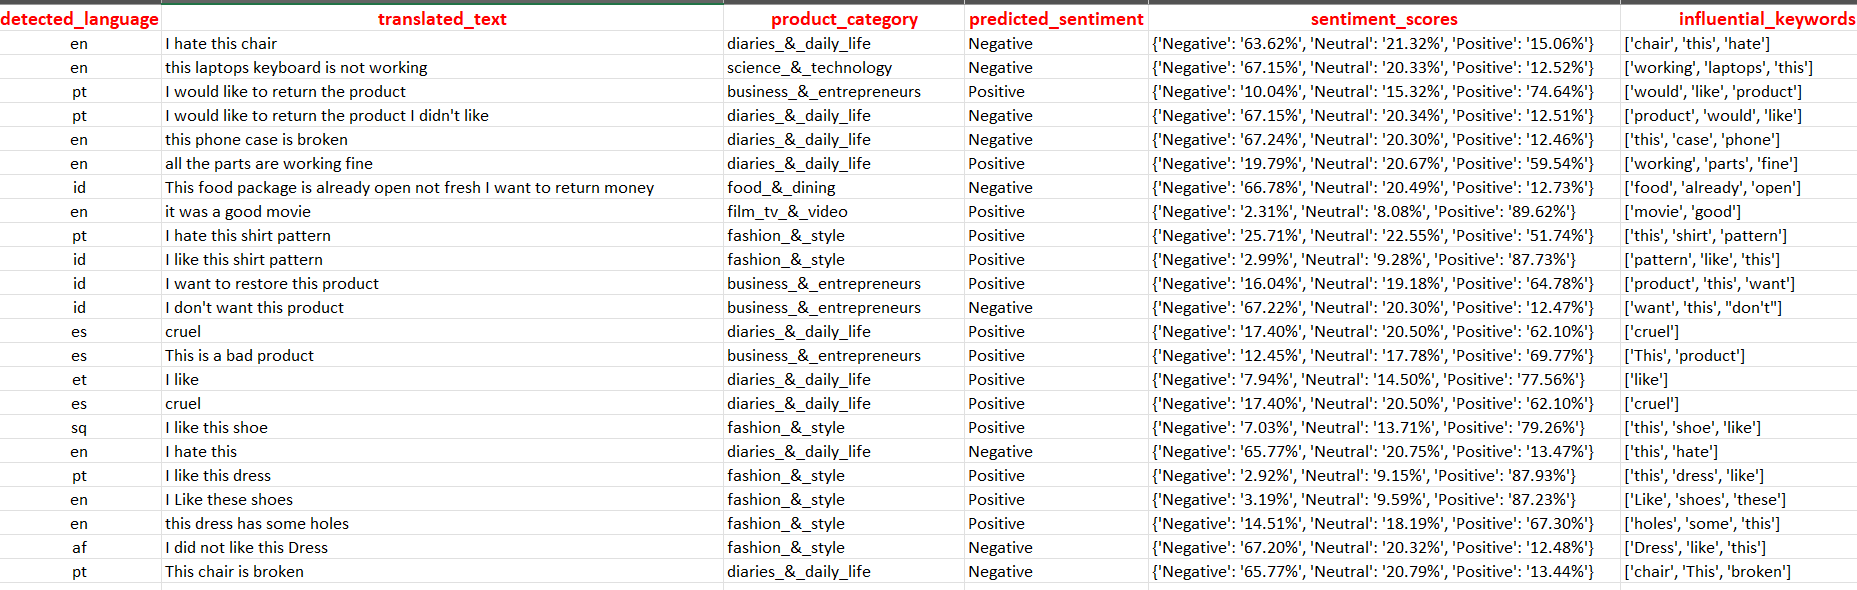 detected_language translated_text product_category predicted_sentiment sentiment_scores influential_keywords
en I hate this chair diaries_&_daily_life Negative {'Negative': '63.62%', 'Neutral': '21.32%', 'Positive': '15.06%'} ['chair', 'this', 'hate']
en this laptops keyboard is not working science_&_technology Negative {'Negative': '67.15%', 'Neutral': '20.33%', 'Positive': '12.52%'} ['working', 'laptops', 'this']
pt I would like to return the product business_&_entrepreneurs Positive {'Negative': '10.04%', 'Neutral': '15.32%', 'Positive': '74.64%'} ['would', 'like', 'product']
pt I would like to return the product I didn't like diaries_&_daily_life Negative {'Negative': '67.15%', 'Neutral': '20.34%', 'Positive': '12.51%'} ['product', 'would', 'like']
en this phone case is broken diaries_&_daily_life Negative {'Negative': '67.24%', 'Neutral': '20.30%', 'Positive': '12.46%'} ['this', 'case', 'phone']
en all the parts are working fine diaries_&_daily_life Positive {'Negative': '19.79%', 'Neutral': '20.67%', 'Positive': '59.54%'} ['working', 'parts', 'fine']
id This food package is already open not fresh I want to return money food_&_dining Negative {'Negative': '66.78%', 'Neutral': '20.49%', 'Positive': '12.73%'} ['food', 'already', 'open']
en it was a good movie film_tv_&_video Positive {'Negative': '2.31%', 'Neutral': '8.08%', 'Positive': '89.62%'} ['movie', 'good']
pt I hate this shirt pattern fashion_&_style Positive {'Negative': '25.71%', 'Neutral': '22.55%', 'Positive': '51.74%'} ['this', 'shirt', 'pattern']
id I like this shirt pattern fashion_&_style Positive {'Negative': '2.99%', 'Neutral': '9.28%', 'Positive': '87.73%'} ['pattern', 'like', 'this']
id I want to restore this product business_&_entrepreneurs Positive {'Negative': '16.04%', 'Neutral': '19.18%', 'Positive': '64.78%'} ['product', 'this', 'want']
id I don't want this product business_&_entrepreneurs Negative {'Negative': '67.22%', 'Neutral': '20.30%', 'Positive': '12.47%'} ['want', 'this', "don't"]
es cruel diaries_&_daily_life Positive {'Negative': '17.40%', 'Neutral': '20.50%', 'Positive': '62.10%'} ['cruel']
es This is a bad product business_&_entrepreneurs Positive {'Negative': '12.45%', 'Neutral': '17.78%', 'Positive': '69.77%'} ['This', 'product']
et I like diaries_&_daily_life Positive {'Negative': '7.94%', 'Neutral': '14.50%', 'Positive': '77.56%'} ['like']
es cruel diaries_&_daily_life Positive {'Negative': '17.40%', 'Neutral': '20.50%', 'Positive': '62.10%'} ['cruel']
sq I like this shoe fashion_&_style Positive {'Negative': '7.03%', 'Neutral': '13.71%', 'Positive': '79.26%'} ['this', 'shoe', 'like']
en I hate this diaries_&_daily_life Negative {'Negative': '65.77%', 'Neutral': '20.75%', 'Positive': '13.47%'} ['this', 'hate']
pt I like this dress fashion_&_style Positive {'Negative': '2.92%', 'Neutral': '9.15%', 'Positive': '87.93%'} ['this', 'dress', 'like']
en I Like these shoes fashion_&_style Positive {'Negative': '3.19%', 'Neutral': '9.59%', 'Positive': '87.23%'} ['Like', 'shoes', 'these']
en this dress has some holes fashion_&_style Positive {'Negative': '14.51%', 'Neutral': '18.19%', 'Positive': '67.30%'} ['holes', 'some', 'this']
af I did not like this Dress fashion_&_style Negative {'Negative': '67.20%', 'Neutral': '20.32%', 'Positive': '12.48%'} ['Dress', 'like', 'this']
pt This chair is broken diaries_&_daily_life Negative {'Negative': '65.77%', 'Neutral': '20.79%', 'Positive': '13.44%'} ['chair', 'This', 'broken']